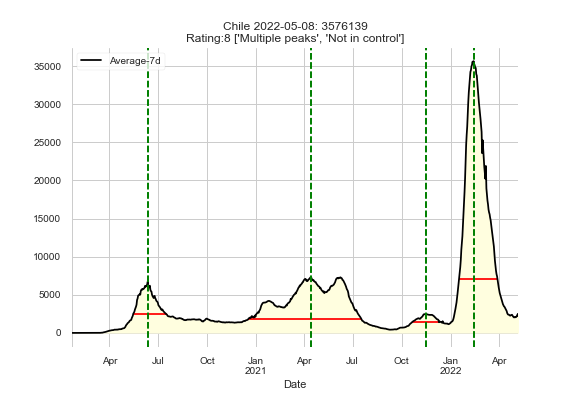 Chile 2022-05-08: 3576139
Rating:8 ['Multiple peaks', 'Not in control']
Average-7d
35000
30000
25000
20000
15000
10000
5000
0
Apr Jul Oct Jan Apr Jul Oct Jan Apr
2021 2022
Date